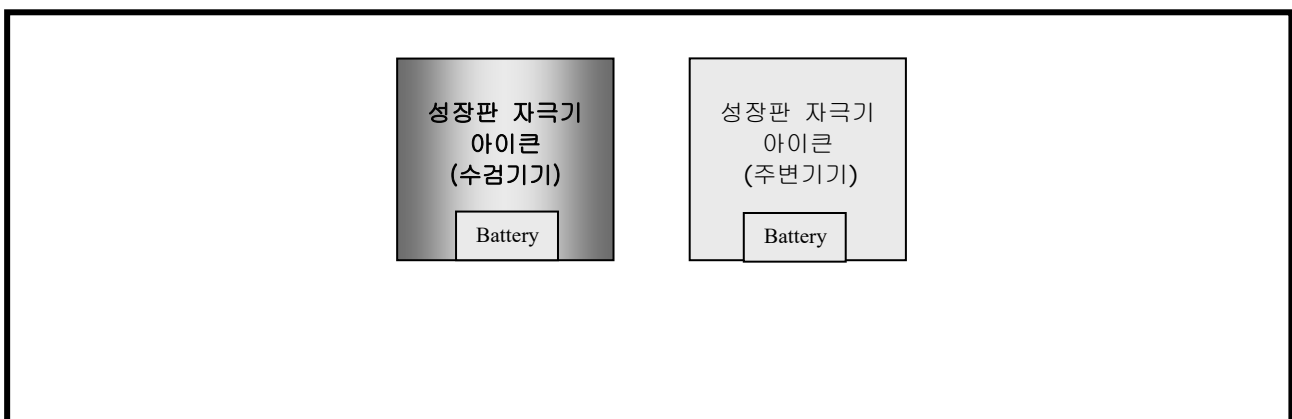 성장판 자극기
아이큰
(수검기기)
Battery
성장판 자극기
아이큰
(주변기기)
Battery